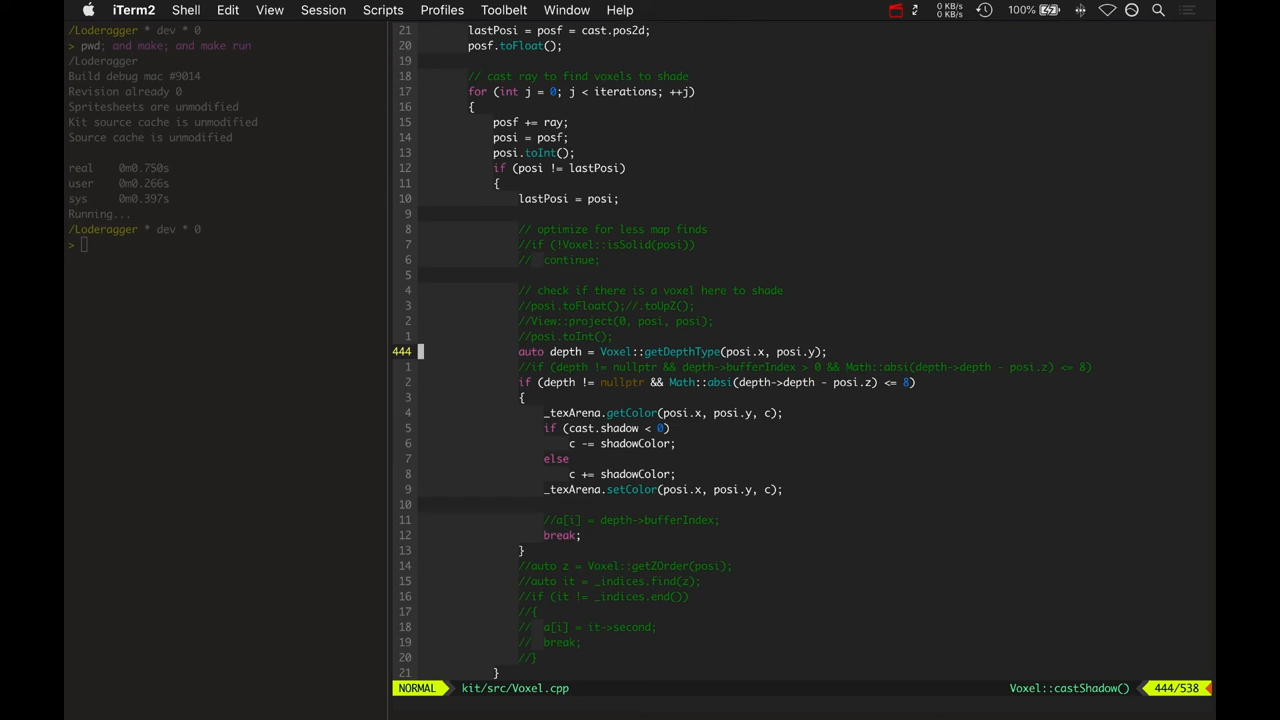 iTerm2 Shell Edit View Session Scripts Profiles Toolbelt Window Help 0 KB/s 0 KB/s 100%
/Loderagger * dev * 0
> pwd; and make; and make run
/Loderagger
Build debug mac #9014
Revision already 0
Spritesheets are unmodified
Kit source cache is unmodified
Source cache is unmodified
real 0m0.750s
user 0m0.266s
sys 0m0.397s
Running...
/Loderagger * dev * 0
>
21 lastPosi = posf = cast.pos2d;
20 posf.toFloat();
19
18 // cast ray to find voxels to shade
17 for (int j = 0; j < iterations; ++j)
16 {
15 posf += ray;
14 posi = posf;
13 posi.toInt();
12 if (posi != lastPosi)
11 {
10 lastPosi = posi;
9
8 // optimize for less map finds
7 //if (!Voxel::isSolid(posi))
6 // continue;
5
4 // check if there is a voxel here to shade
3 //posi.toFloat();//.toUpZ();
2 //View::project(0, posi, posi);
1 //posi.toInt();
444 auto depth = Voxel::getDepthType(posi.x, posi.y);
1 //if (depth != nullptr && depth->bufferIndex > 0 && Math::absi(depth->depth - posi.z) <= 8)
2 if (depth != nullptr && Math::absi(depth->depth - posi.z) <= 8)
3 {
4 _texArena.getColor(posi.x, posi.y, c);
5 if (cast.shadow < 0)
6 c -= shadowColor;
7 else
8 c += shadowColor;
9 _texArena.setColor(posi.x, posi.y, c);
10
11 //a[i] = depth->bufferIndex;
12 break;
13 }
14 //auto z = Voxel::getZOrder(posi);
15 //auto it = _indices.find(z);
16 //if (it != _indices.end())
17 //{
18 // a[i] = it->second;
19 // break;
20 //}
21 }
NORMAL kit/src/Voxel.cpp Voxel::castShadow() 444/538